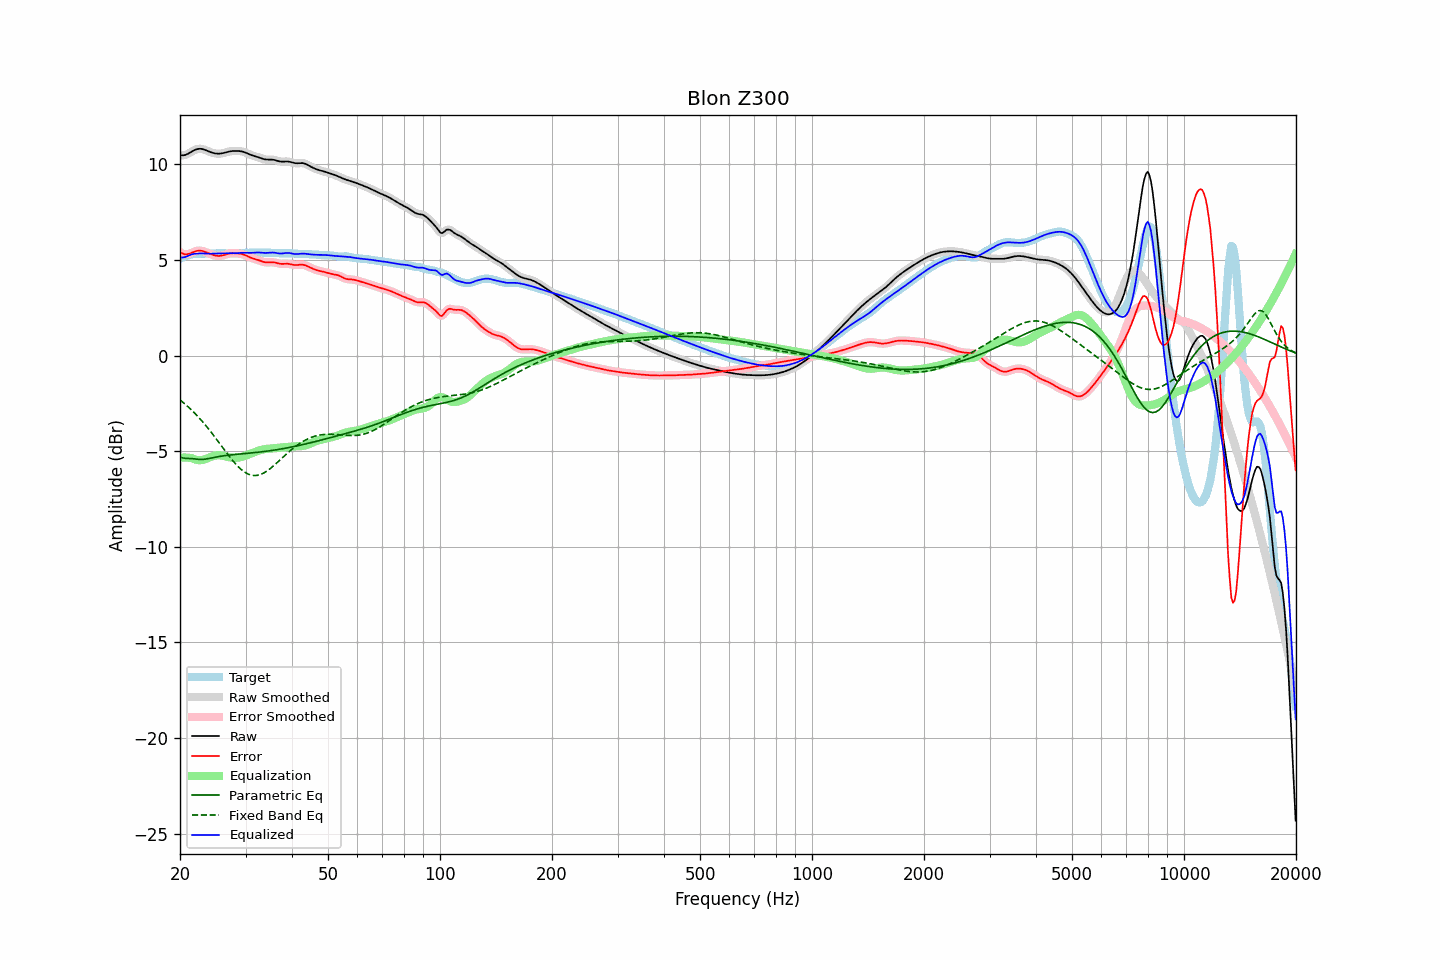 Blon Z300
10
5
0
−5
−10
−15
−20
−25
Amplitude (dBr)
Target
Raw Smoothed
Error Smoothed
Raw
Error
Equalization
Parametric Eq
Fixed Band Eq
Equalized
20 50 100 200 500 1000 2000 5000 10000 20000
Frequency (Hz)